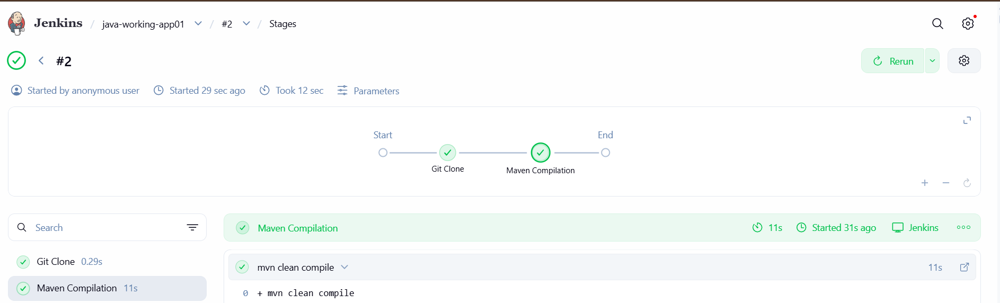 Jenkins / java-working-app01 / #2 / Stages
#2
Rerun
Started by anonymous user Started 29 sec ago Took 12 sec Parameters
Start End
Git Clone Maven Compilation
Search
Maven Compilation 11s Started 31s ago Jenkins
Git Clone 0.29s
mvn clean compile 11s
Maven Compilation 11s
0 + mvn clean compile